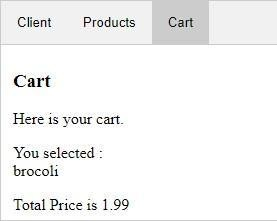 Client Products Cart
Cart
Here is your cart.
You selected :
brocoli
Total Price is 1.99